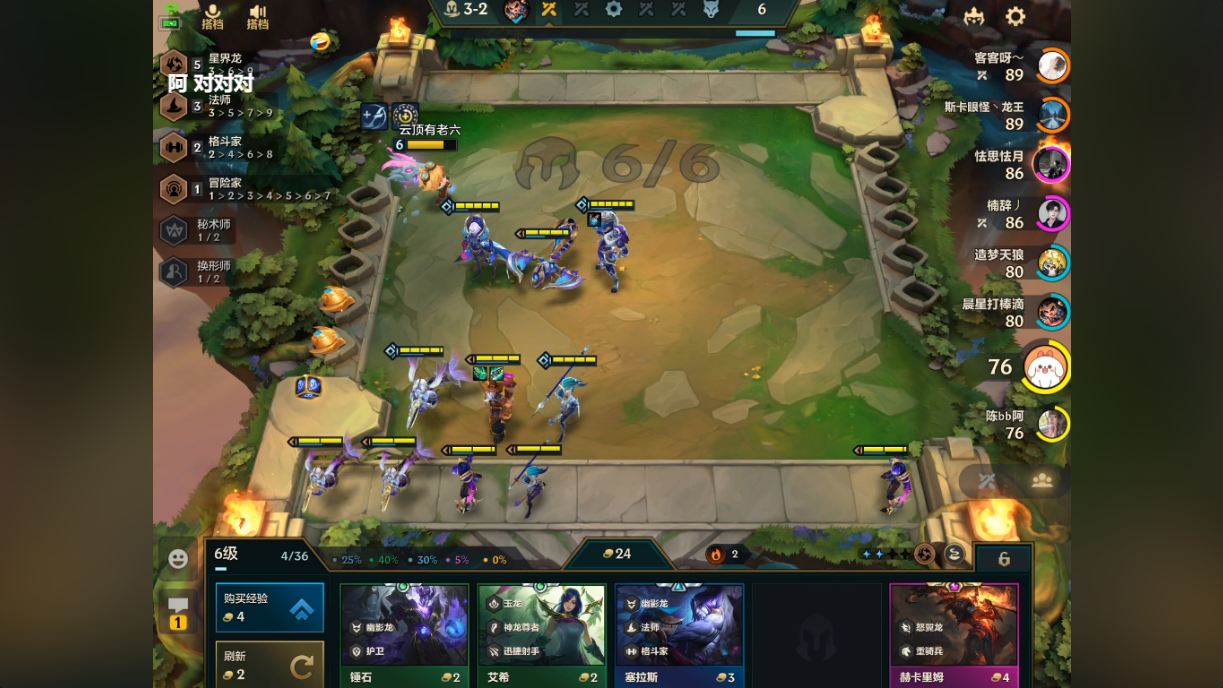 搭档
搭档
3-2
6
5 星界龙
3 > 6 > 9
阿 对对对
3 法师
3 > 5 > 7 > 9
2 格斗家
2 > 4 > 6 > 8
1 冒险家
1 > 2 > 3 > 4 > 5 > 6 > 7
秘术师
1 / 2
换形师
1 / 2
云顶有老六
6
6/6
客客呀～
89
斯卡眼怪丶龙王
89
怯思怯月
86
楠辞丿
86
造梦天狼
80
晨星打棒滴
80
76
陈bb阿
76
6级
4/36
25% 40% 30% 5% 0%
24
2
6
1
购买经验
4
刷新
2
幽影龙
护卫
锤石 2
玉龙
神龙尊者
迅捷射手
艾希 2
幽影龙
法师
格斗家
塞拉斯 3
怒翼龙
重骑兵
赫卡里姆 4